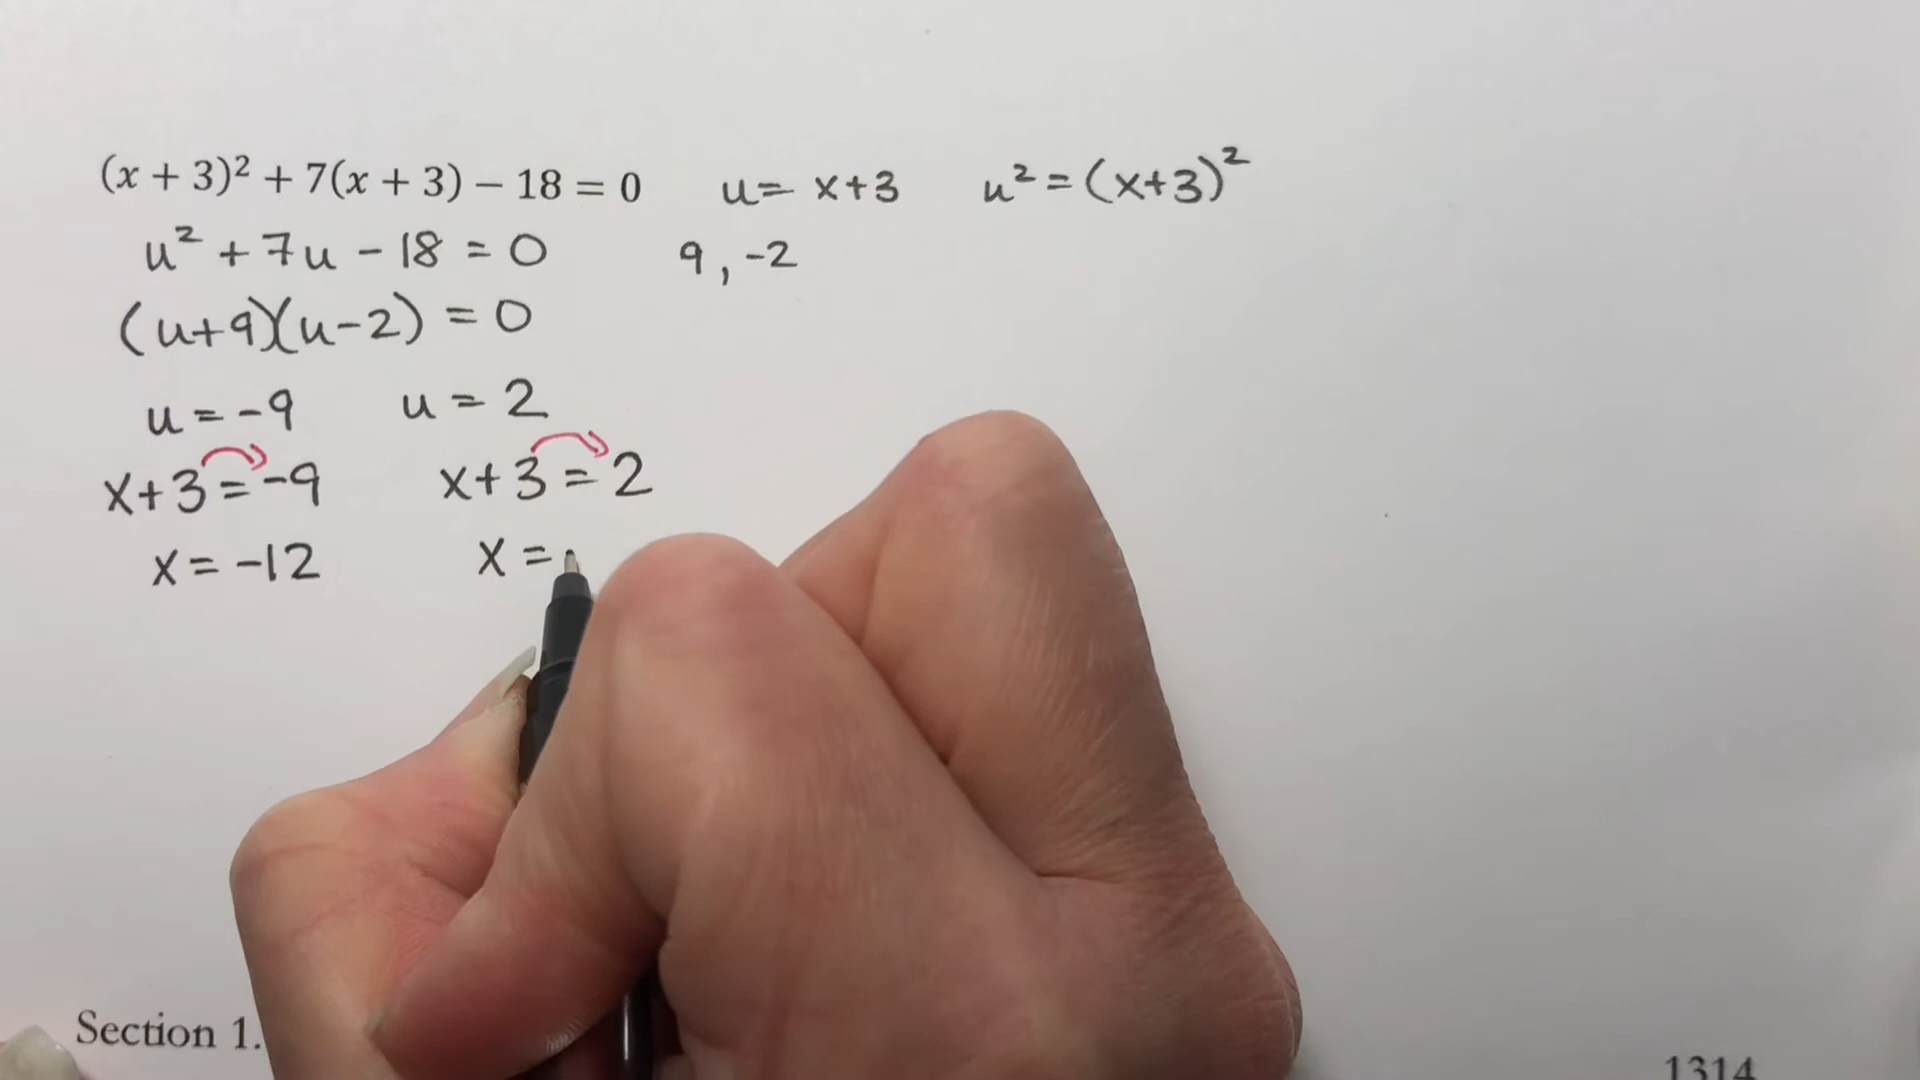 (x + 3)² + 7(x + 3) − 18 = 0 u = x+3 u² = (x+3)²
u² + 7u - 18 = 0 9, -2
(u+9)(u-2) = 0
u = -9 u = 2
x+3 = -9 x+3 = 2
x = -12 x =
Section 1.
1314